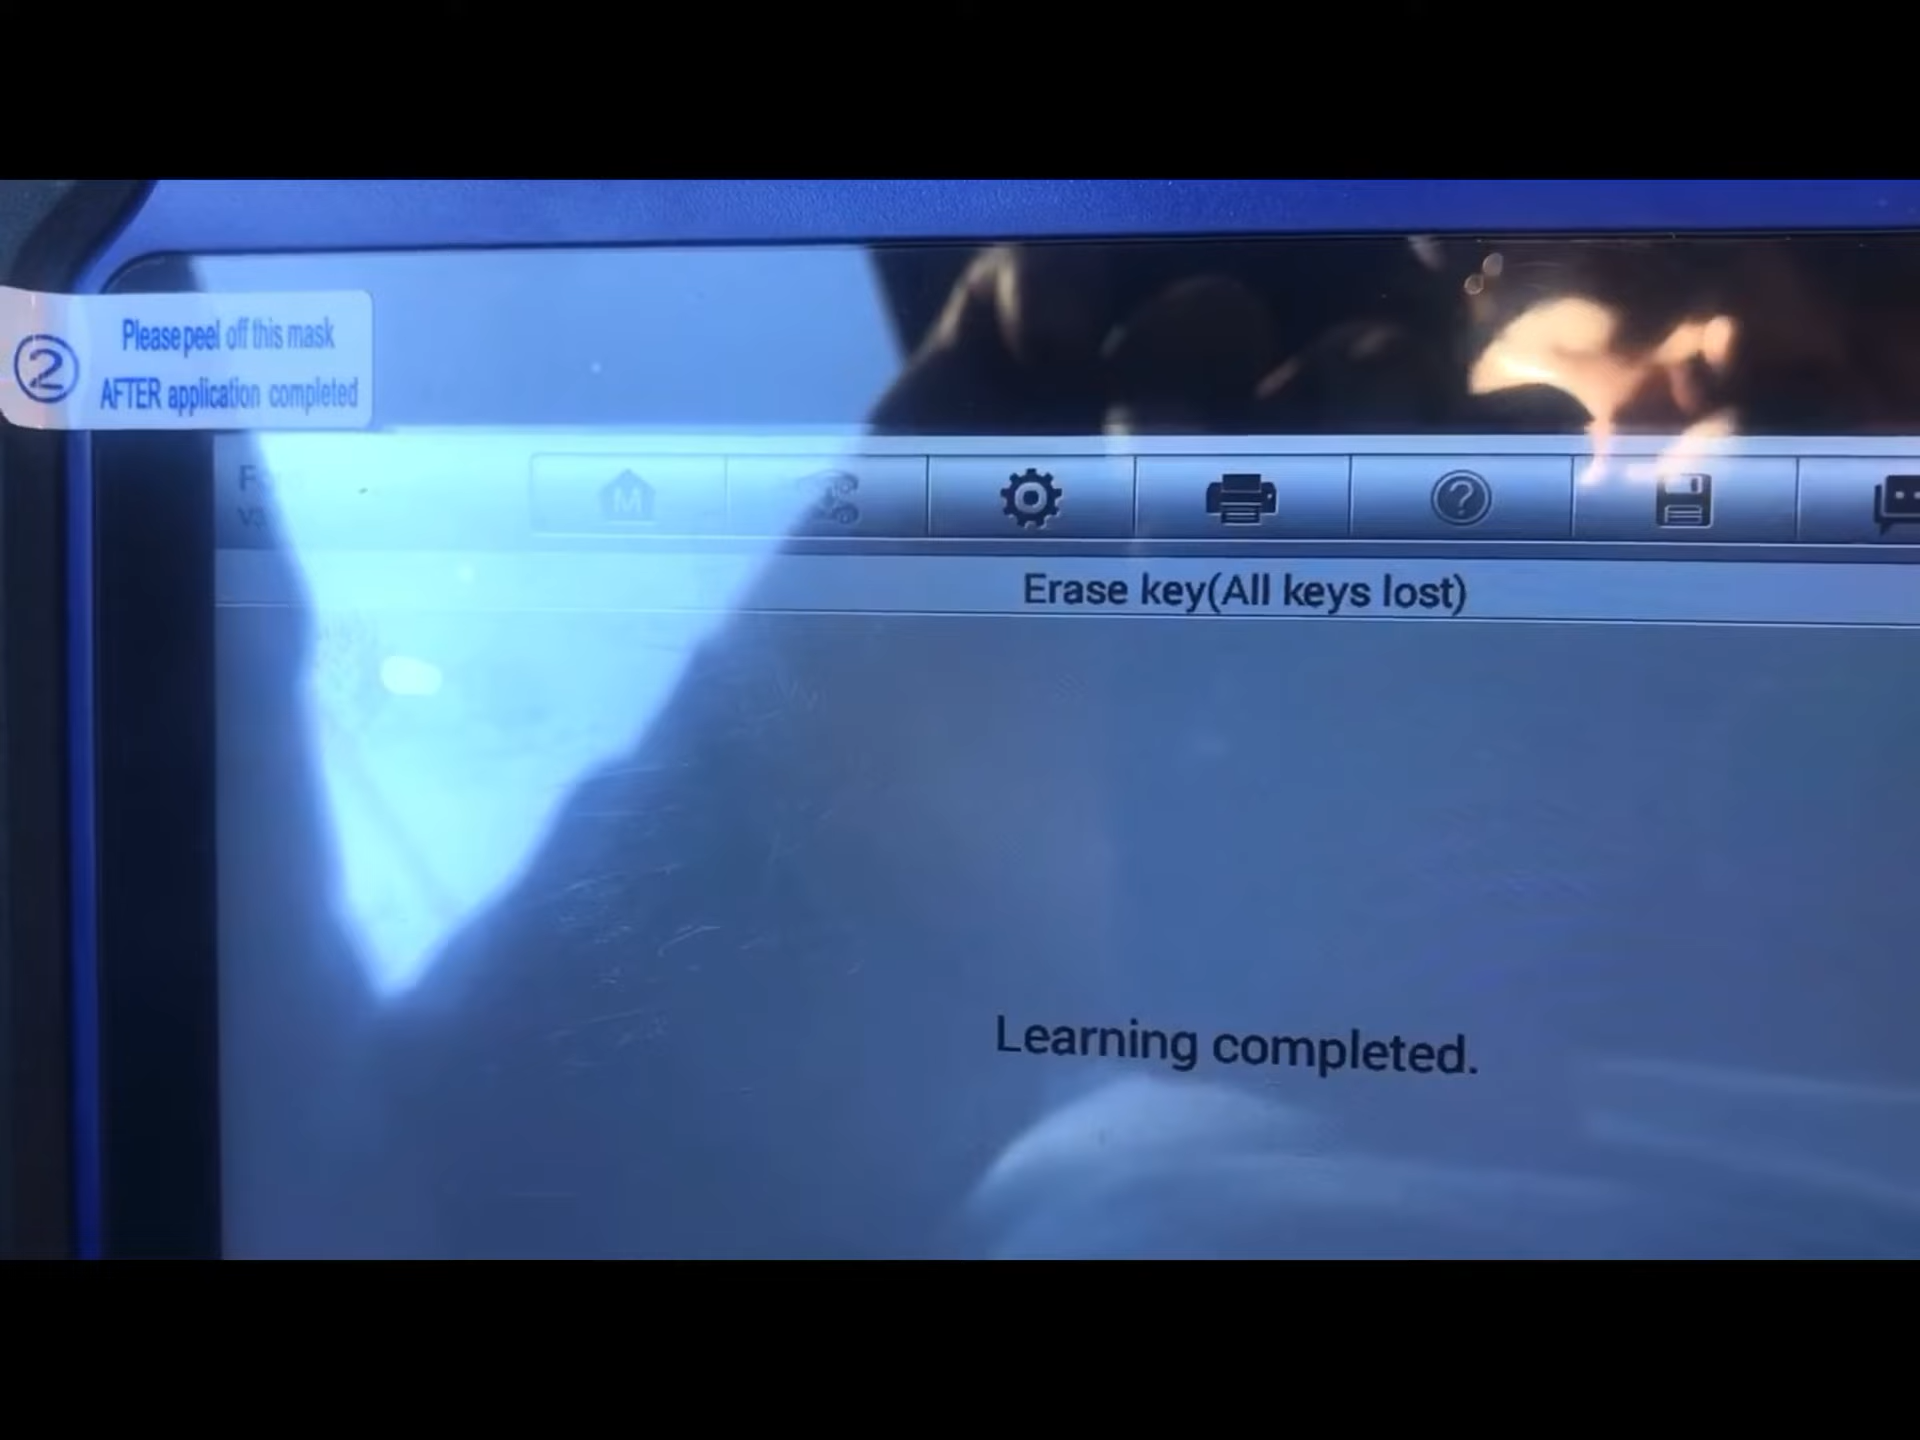 ②
Please peel off this mask
AFTER application completed
M
?
Erase key(All keys lost)
Learning completed.